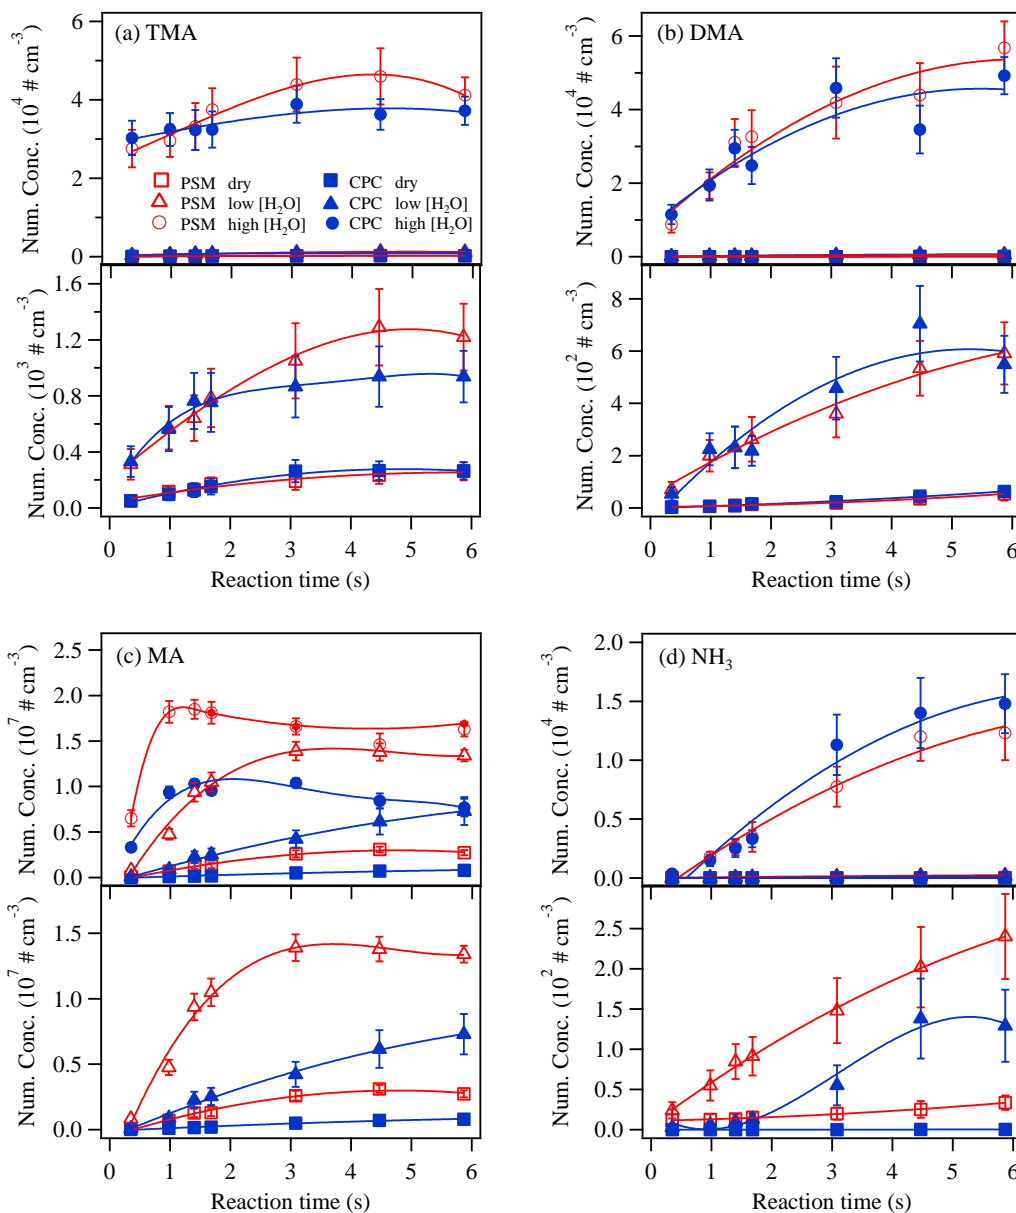 (a) TMA
Num. Conc. (10⁴ # cm⁻³)
6
4
2
0
PSM dry
PSM low [H₂O]
PSM high [H₂O]
CPC dry
CPC low [H₂O]
CPC high [H₂O]
Num. Conc. (10³ # cm⁻³)
1.6
1.2
0.8
0.4
0.0
0 1 2 3 4 5 6
Reaction time (s)
(b) DMA
Num. Conc. (10⁴ # cm⁻³)
6
4
2
0
Num. Conc. (10² # cm⁻³)
8
6
4
2
0
0 1 2 3 4 5 6
Reaction time (s)
(c) MA
Num. Conc. (10⁷ # cm⁻³)
2.5
2.0
1.5
1.0
0.5
0.0
Num. Conc. (10⁷ # cm⁻³)
1.5
1.0
0.5
0.0
0 1 2 3 4 5 6
Reaction time (s)
(d) NH₃
Num. Conc. (10⁴ # cm⁻³)
2.0
1.5
1.0
0.5
0.0
Num. Conc. (10² # cm⁻³)
2.5
2.0
1.5
1.0
0.5
0.0
0 1 2 3 4 5 6
Reaction time (s)